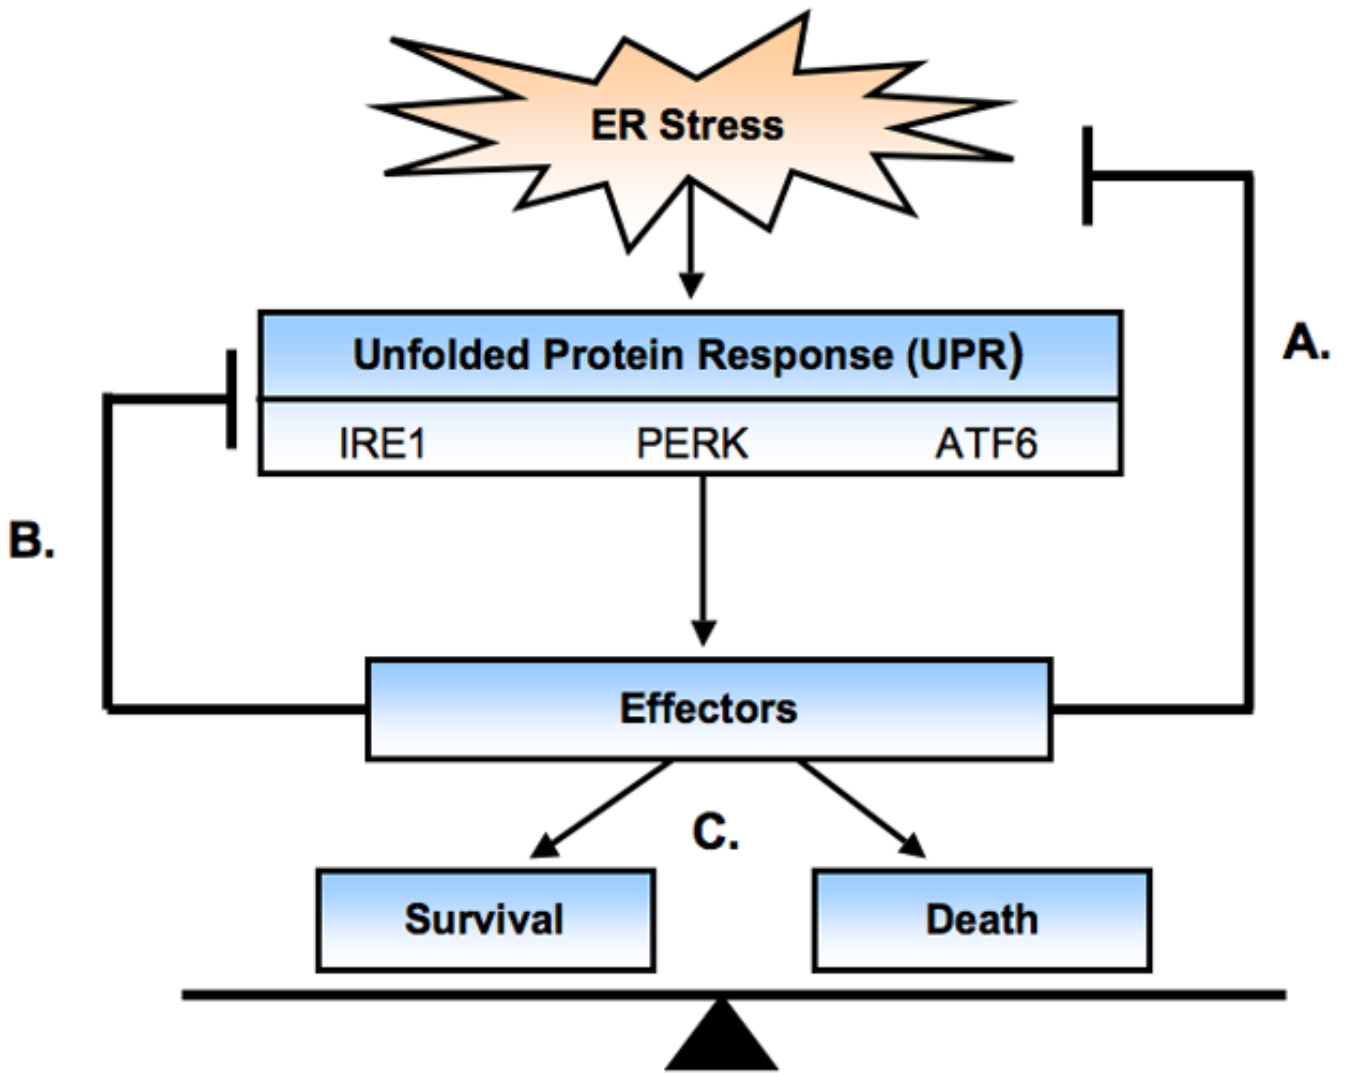 ER Stress
A.
Unfolded Protein Response (UPR)
IRE1 PERK ATF6
B.
Effectors
C.
Survival Death